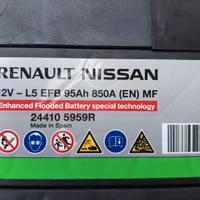 RENAULT NISSAN
12V – L5 EFB 95Ah 850A (EN) MF
Enhanced Flooded Battery special technology
24410 5959R
Made in Spain